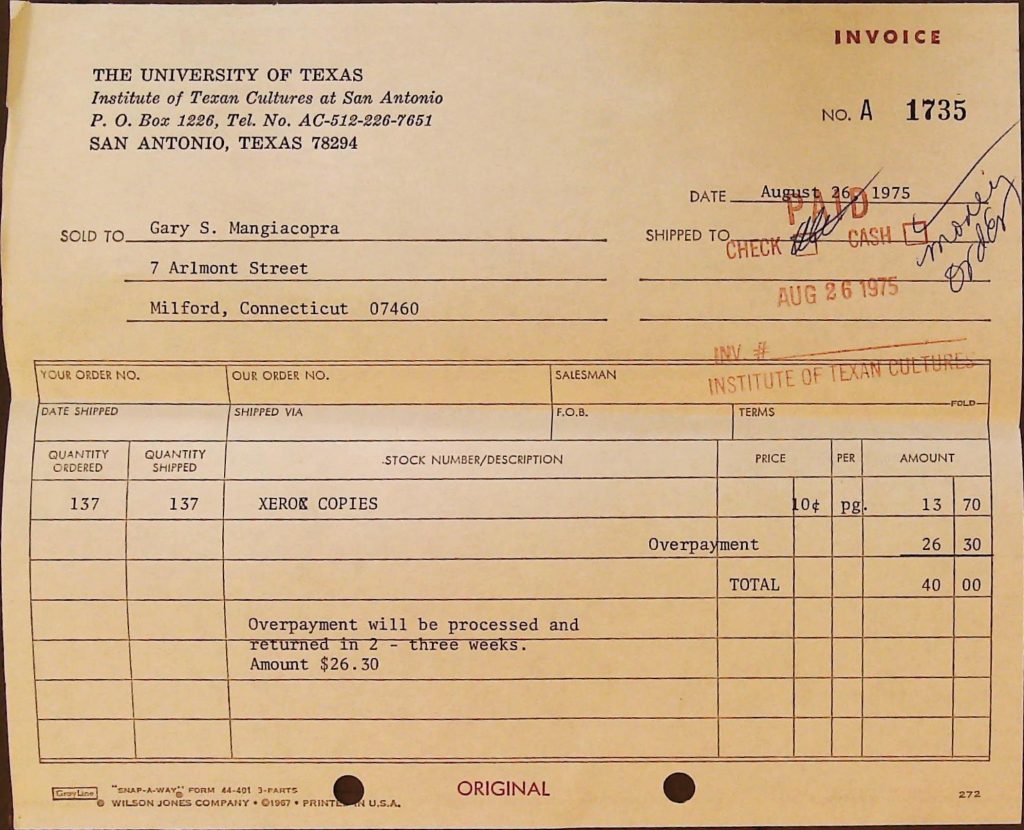 INVOICE
THE UNIVERSITY OF TEXAS
Institute of Texan Cultures at San Antonio
P. O. Box 1226, Tel. No. AC-512-226-7651
SAN ANTONIO, TEXAS 78294
NO. A 1735
DATE August 26, 1975
PAID
SOLD TO Gary S. Mangiacopra
SHIPPED TO
CHECK CASH
money order
7 Arlmont Street
AUG 26 1975
Milford, Connecticut 07460
INV. #
INSTITUTE OF TEXAN CULTURES
YOUR ORDER NO. OUR ORDER NO. SALESMAN
FOLD
DATE SHIPPED SHIPPED VIA F.O.B. TERMS
QUANTITY ORDERED QUANTITY SHIPPED STOCK NUMBER/DESCRIPTION PRICE PER AMOUNT
137 137 XEROX COPIES 10¢ pg. 13 70
Overpayment 26 30
TOTAL 40 00
Overpayment will be processed and
returned in 2 - three weeks.
Amount $26.30
GrayLine "SNAP-A-WAY" FORM 44-401 3-PARTS
WILSON JONES COMPANY • ©1967 • PRINTED IN U.S.A.
ORIGINAL
272